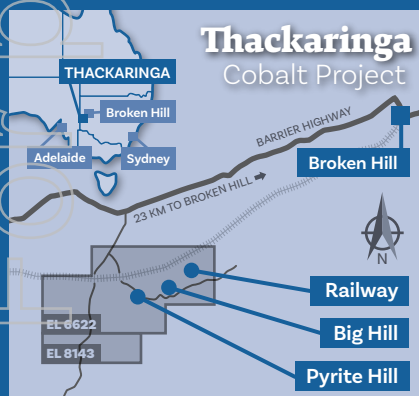 Thackaringa
Cobalt Project
THACKARINGA
Broken Hill
Adelaide
Sydney
BARRIER HIGHWAY
23 KM TO BROKEN HILL
Broken Hill
N
Railway
Big Hill
Pyrite Hill
EL 6622
EL 8143